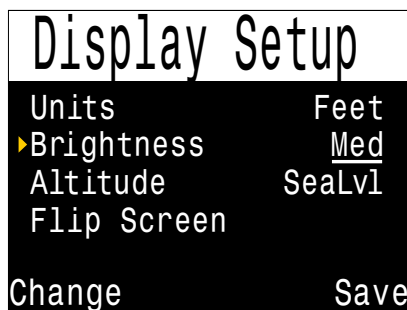 Display Setup
Units Feet
Brightness Med
Altitude SeaLvl
Flip Screen
Change Save